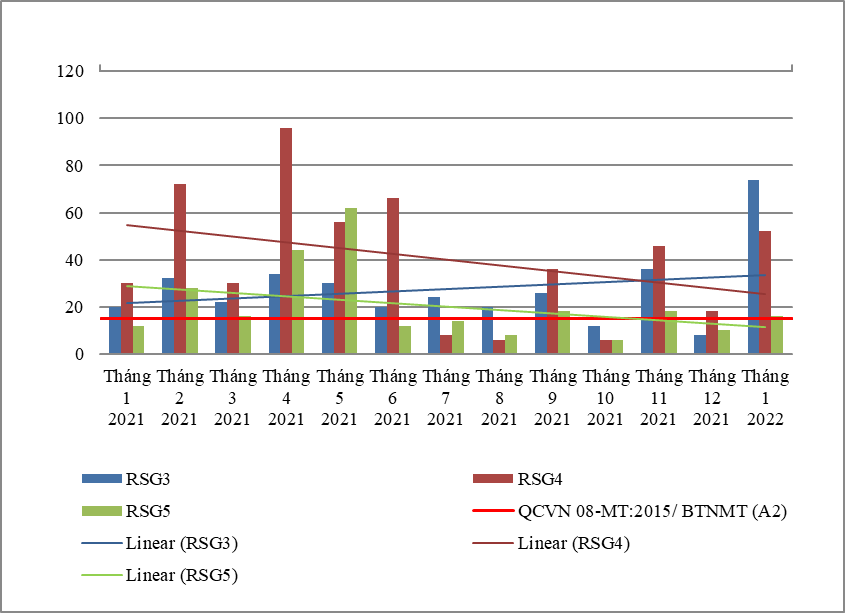 120
100
80
60
40
20
0
Tháng Tháng Tháng Tháng Tháng Tháng Tháng Tháng Tháng Tháng Tháng Tháng Tháng
1 2 3 4 5 6 7 8 9 10 11 12 1
2021 2021 2021 2021 2021 2021 2021 2021 2021 2021 2021 2021 2022
RSG3 RSG4
RSG5 QCVN 08-MT:2015/ BTNMT (A2)
Linear (RSG3) Linear (RSG4)
Linear (RSG5)